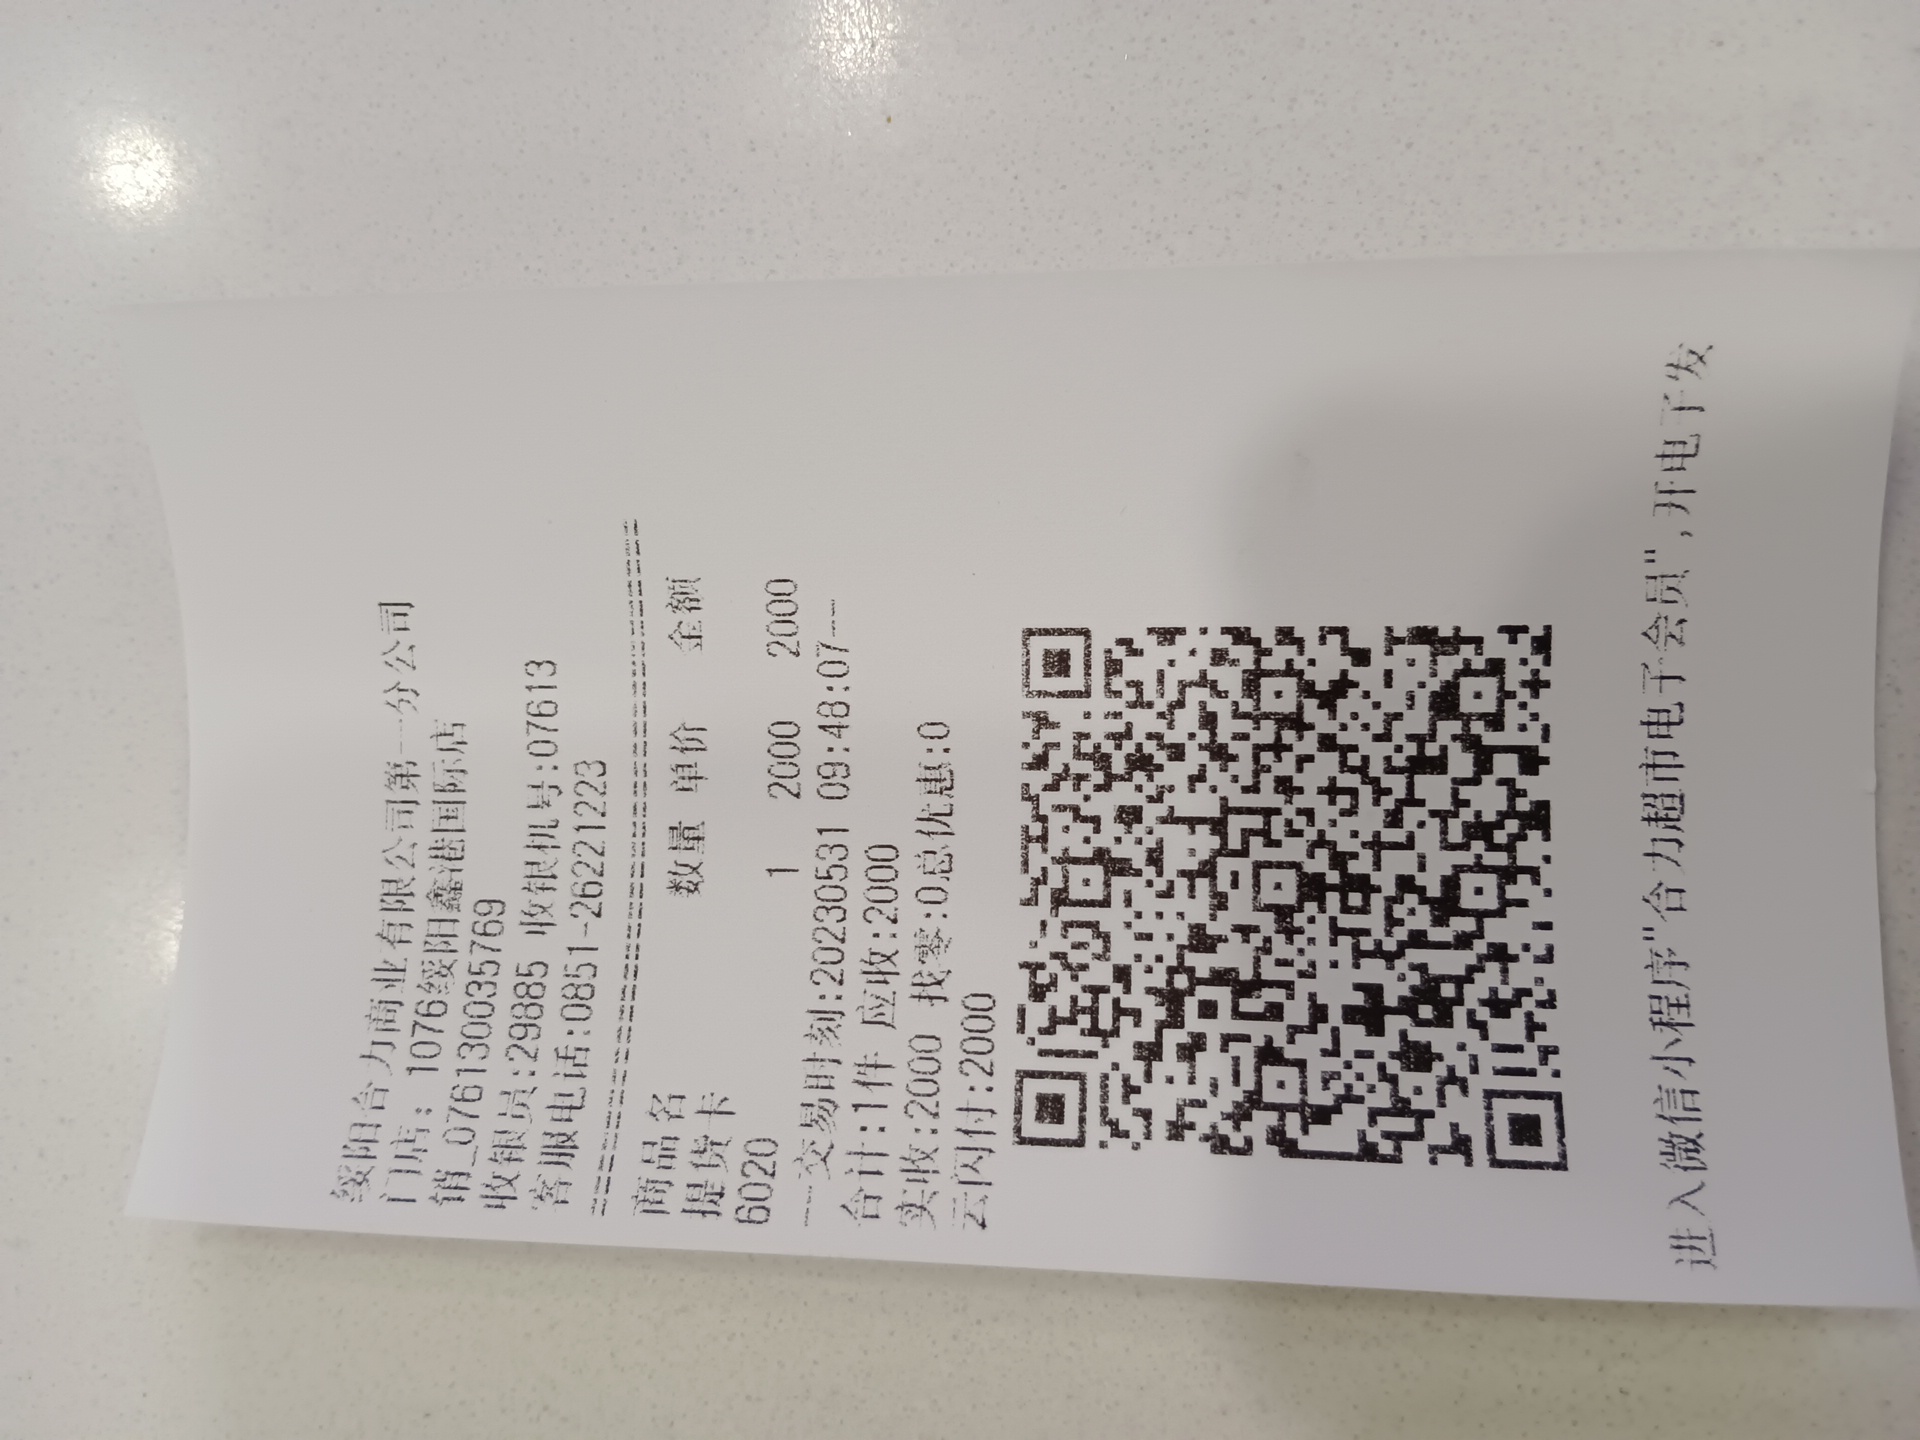 绥阳合力商业有限公司第一分公司
门店: 1076绥阳鑫港国际店
销_076130035769
收银员:29885 收银机号:07613
客服电话:0851-26221223
================================
商品名 数量 单价 金额
提货卡
6020 1 2000 2000
--交易时刻:20230531 09:48:07--
合计:1件 应收:2000
实收:2000 找零:0总优惠:0
云闪付:2000
进入微信小程序"合力超市电子会员",开电子发